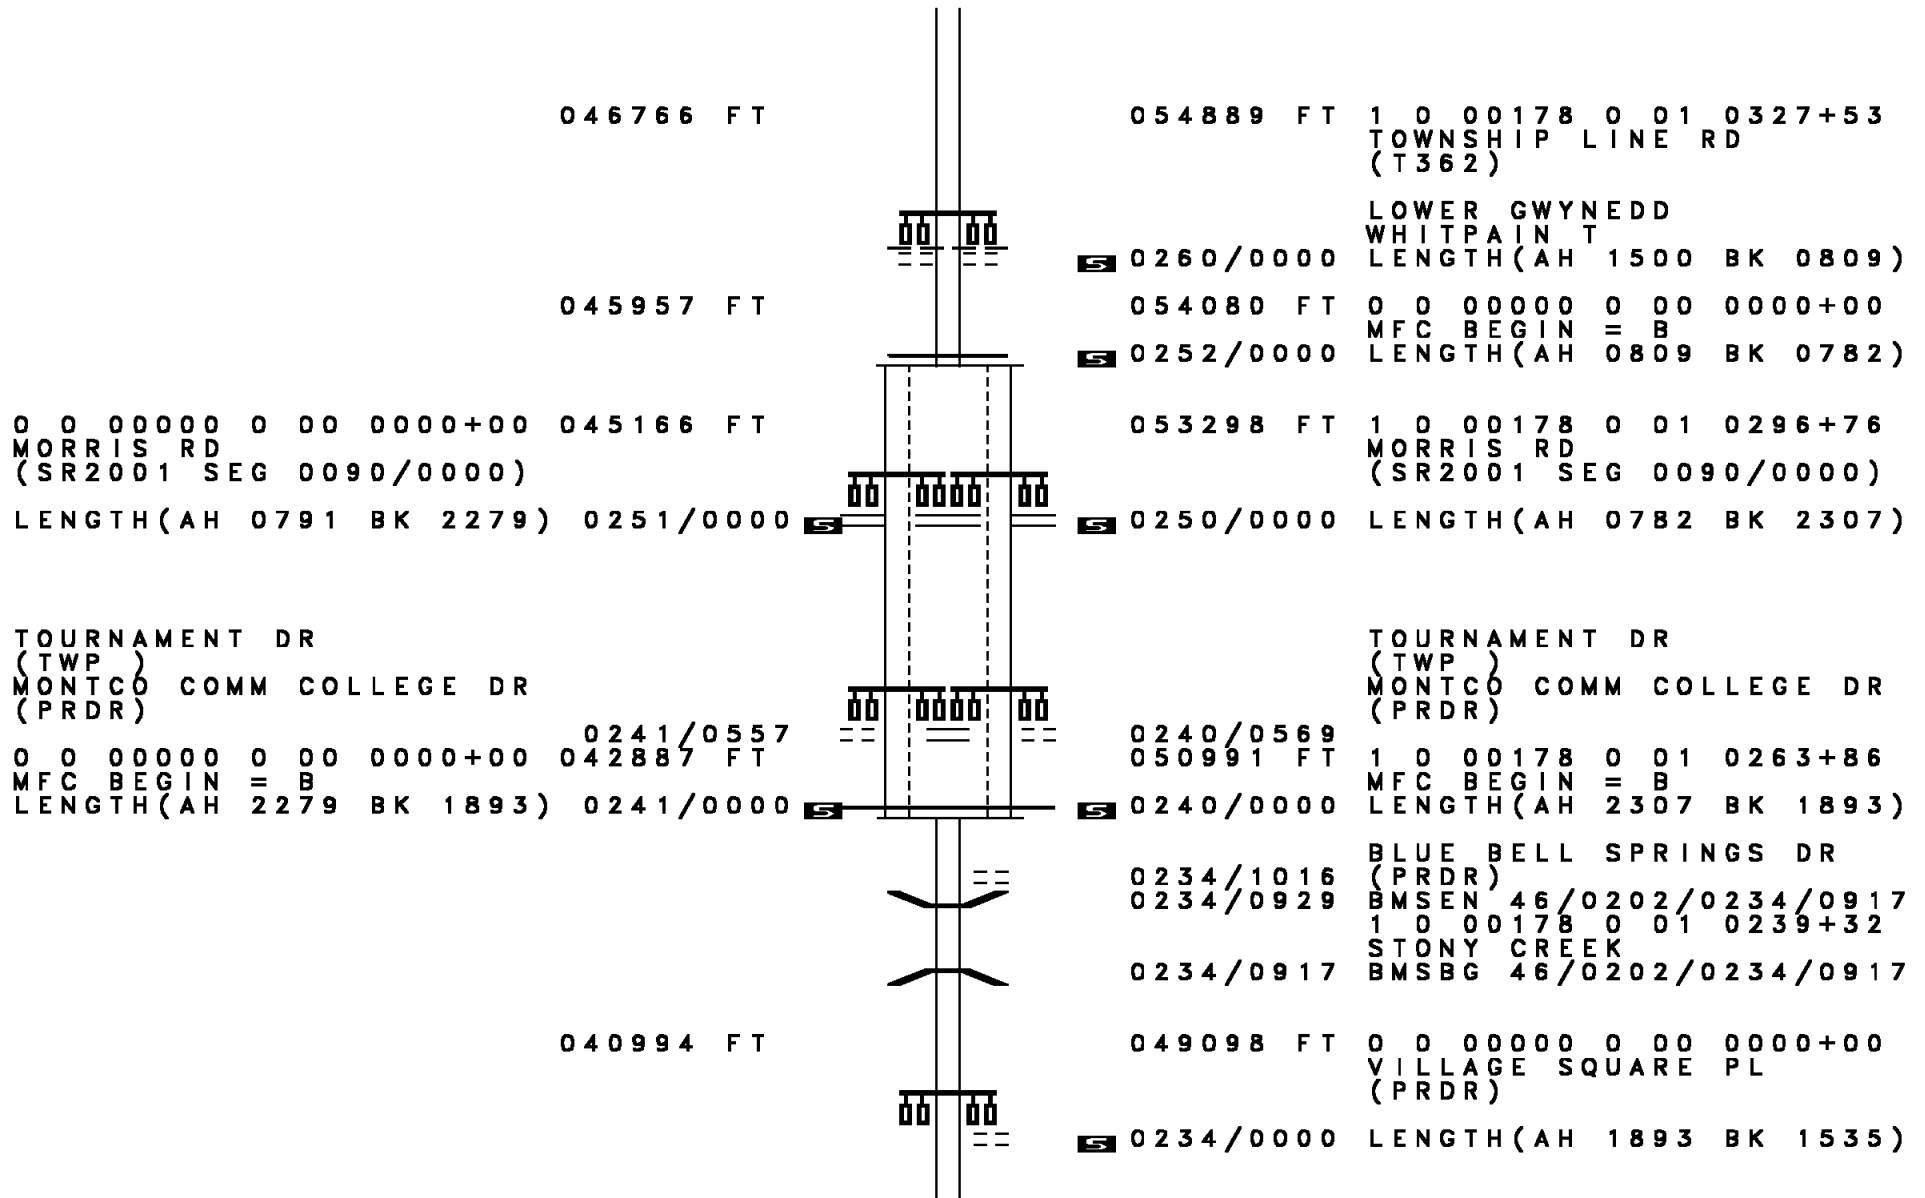 046766 FT 054889 FT 1 0 00178 0 01 0327+53
TOWNSHIP LINE RD
(T362)
LOWER GWYNEDD
WHITPAIN T
S 0260/0000 LENGTH(AH 1500 BK 0809)
045957 FT 054080 FT 0 0 00000 0 00 0000+00
MFC BEGIN = B
S 0252/0000 LENGTH(AH 0809 BK 0782)
0 0 00000 0 00 0000+00 045166 FT 053298 FT 1 0 00178 0 01 0296+76
MORRIS RD MORRIS RD
(SR2001 SEG 0090/0000) (SR2001 SEG 0090/0000)
LENGTH(AH 0791 BK 2279) 0251/0000 S S 0250/0000 LENGTH(AH 0782 BK 2307)
TOURNAMENT DR TOURNAMENT DR
(TWP ) (TWP )
MONTCO COMM COLLEGE DR MONTCO COMM COLLEGE DR
(PRDR) (PRDR)
0241/0557 0240/0569
0 0 00000 0 00 0000+00 042887 FT 050991 FT 1 0 00178 0 01 0263+86
MFC BEGIN = B MFC BEGIN = B
LENGTH(AH 2279 BK 1893) 0241/0000 S S 0240/0000 LENGTH(AH 2307 BK 1893)
BLUE BELL SPRINGS DR
0234/1016 (PRDR)
0234/0929 BMSEN 46/0202/0234/0917
1 0 00178 0 01 0239+32
STONY CREEK
0234/0917 BMSBG 46/0202/0234/0917
040994 FT 049098 FT 0 0 00000 0 00 0000+00
VILLAGE SQUARE PL
(PRDR)
S 0234/0000 LENGTH(AH 1893 BK 1535)